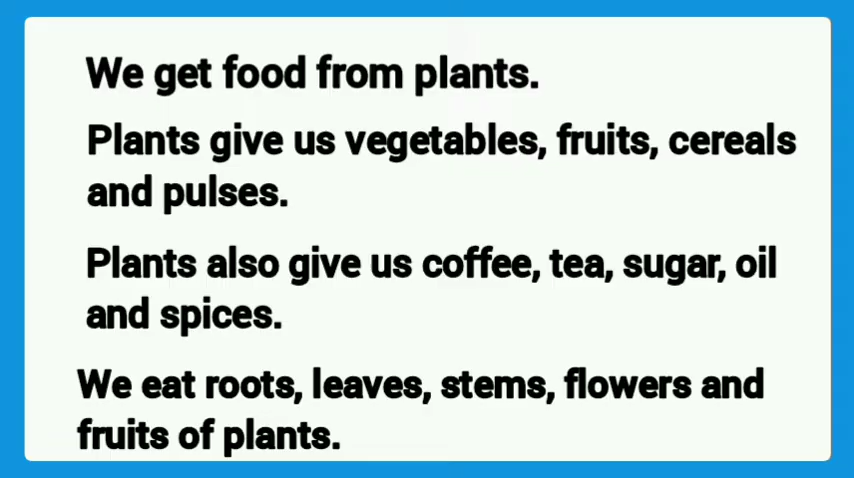 We get food from plants.
Plants give us vegetables, fruits, cereals
and pulses.
Plants also give us coffee, tea, sugar, oil
and spices.
We eat roots, leaves, stems, flowers and
fruits of plants.